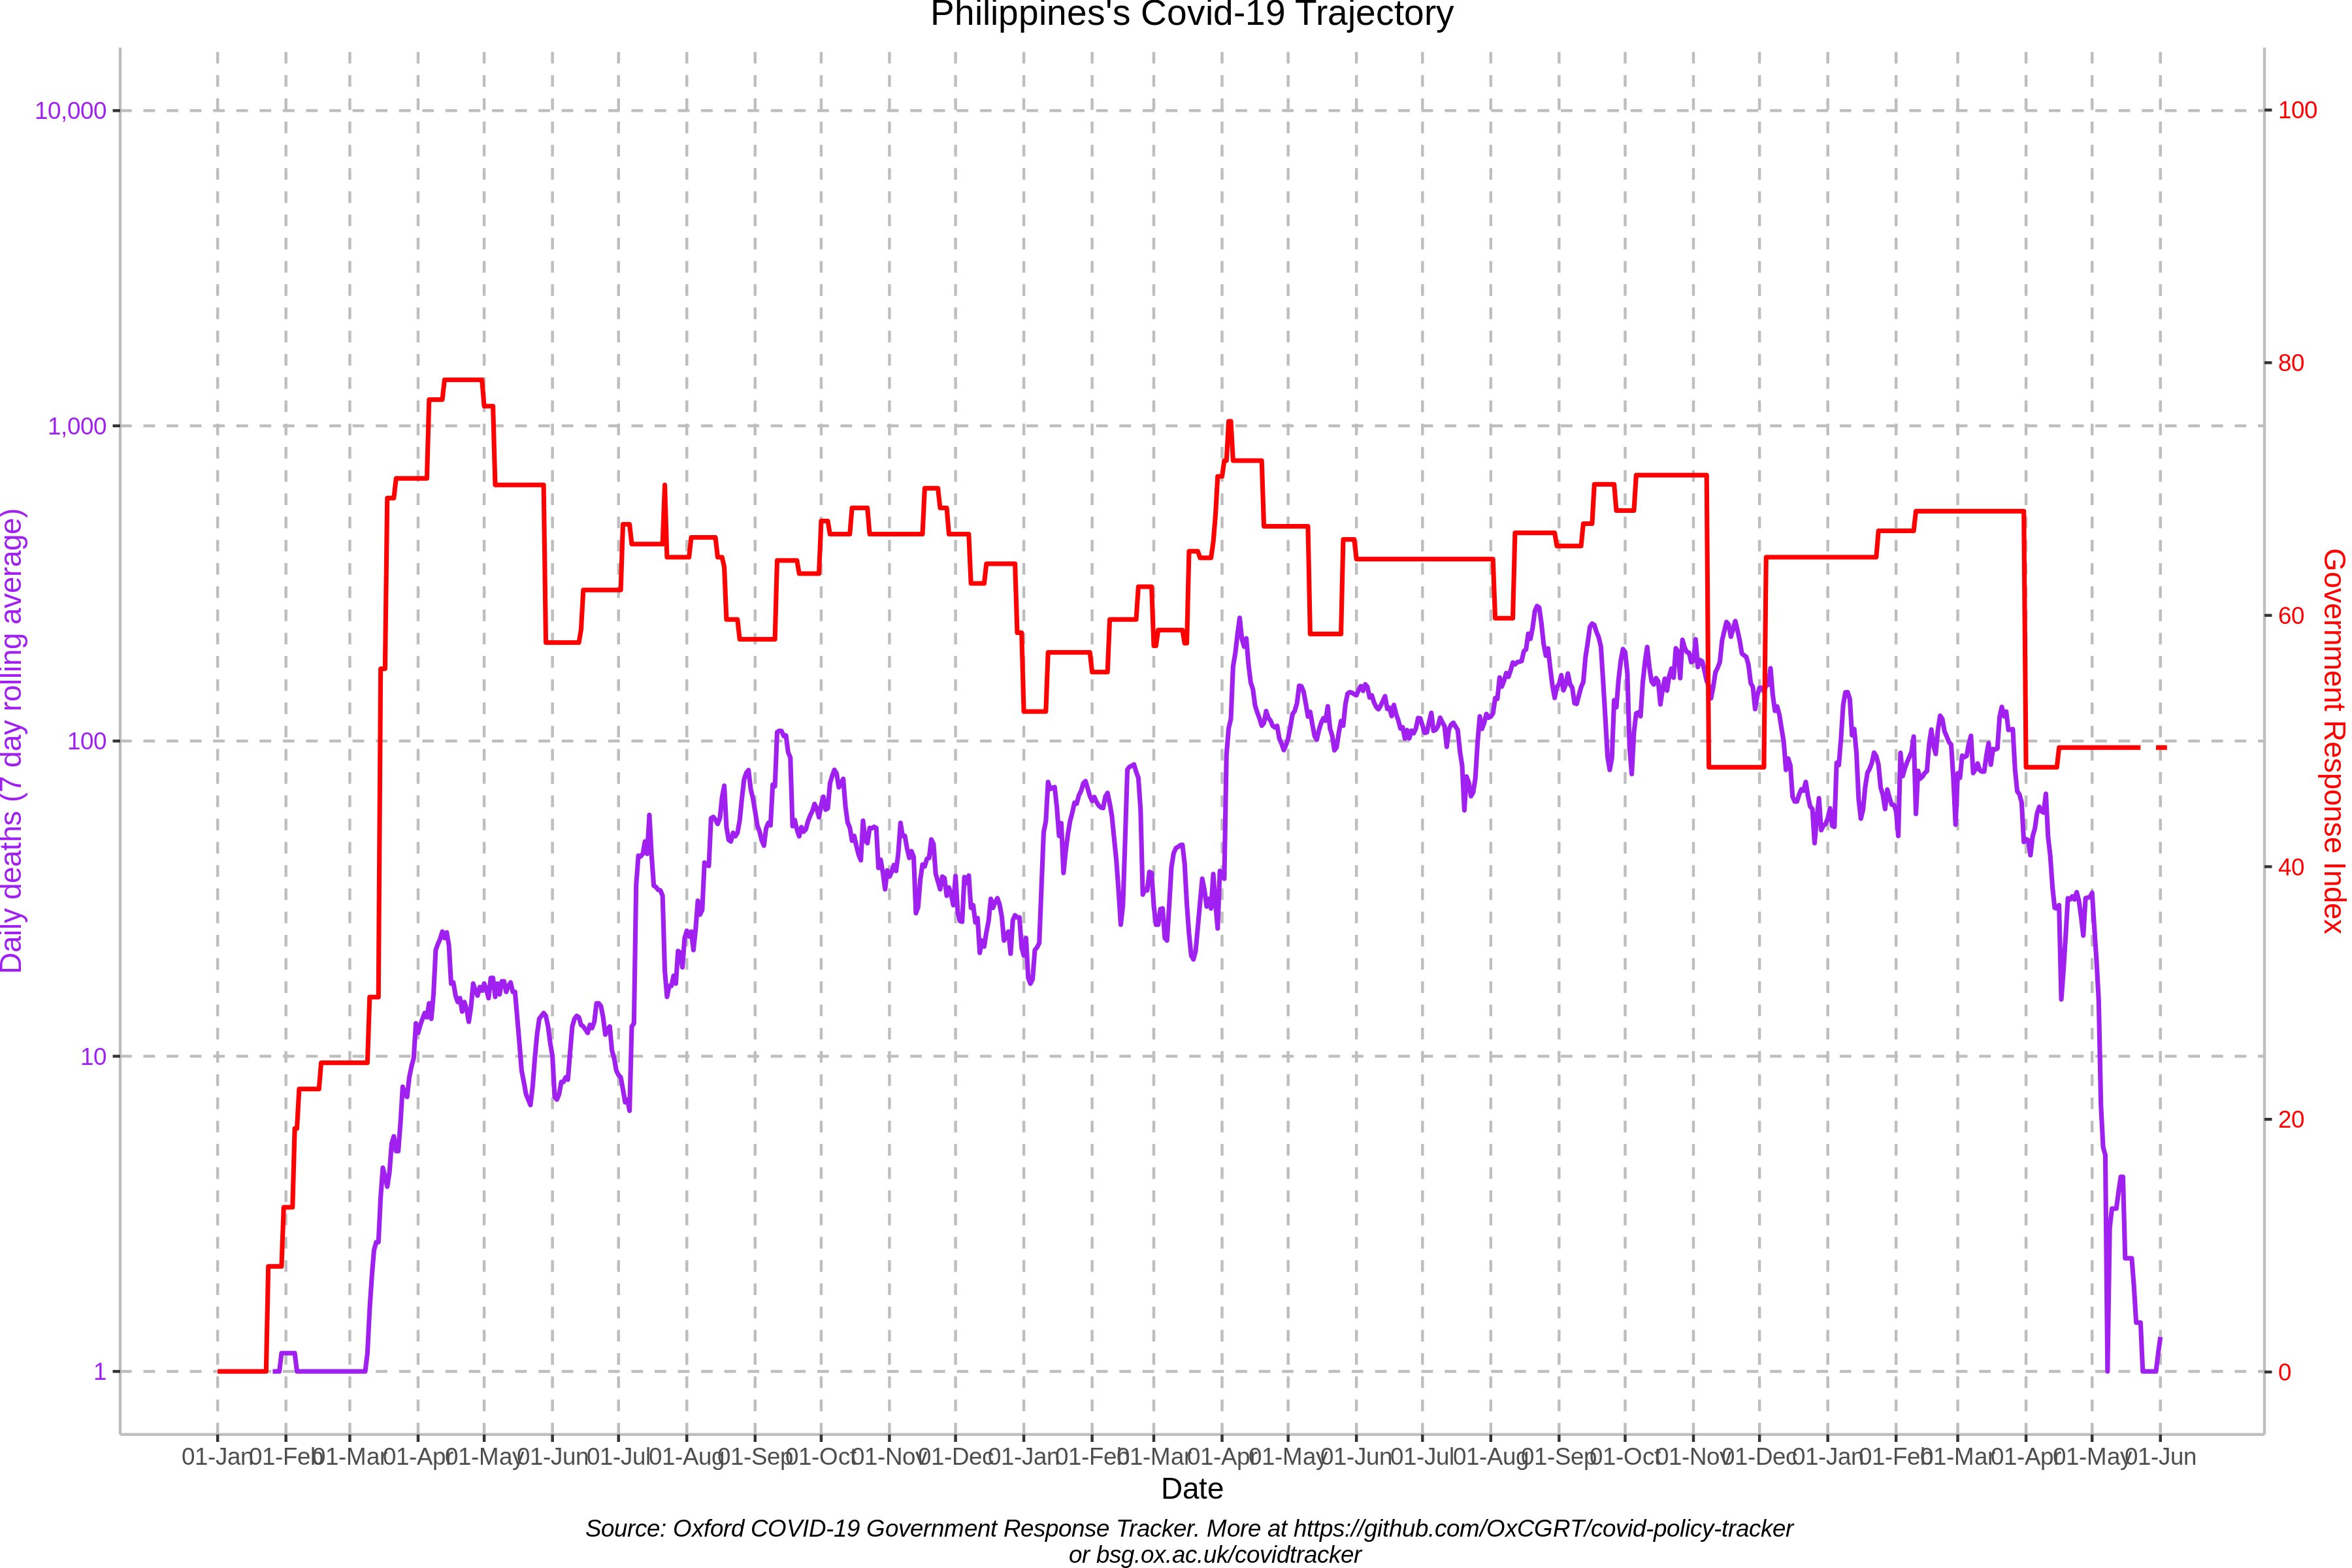 Philippines's Covid-19 Trajectory
10,000
1,000
100
10
1
Daily deaths (7 day rolling average)
100
80
60
40
20
0
Government Response Index
01-Jan 01-Feb 01-Mar 01-Apr 01-May 01-Jun 01-Jul 01-Aug 01-Sep 01-Oct 01-Nov 01-Dec 01-Jan 01-Feb 01-Mar 01-Apr 01-May 01-Jun 01-Jul 01-Aug 01-Sep 01-Oct 01-Nov 01-Dec 01-Jan 01-Feb 01-Mar 01-Apr 01-May 01-Jun
Date
Source: Oxford COVID-19 Government Response Tracker. More at https://github.com/OxCGRT/covid-policy-tracker
or bsg.ox.ac.uk/covidtracker